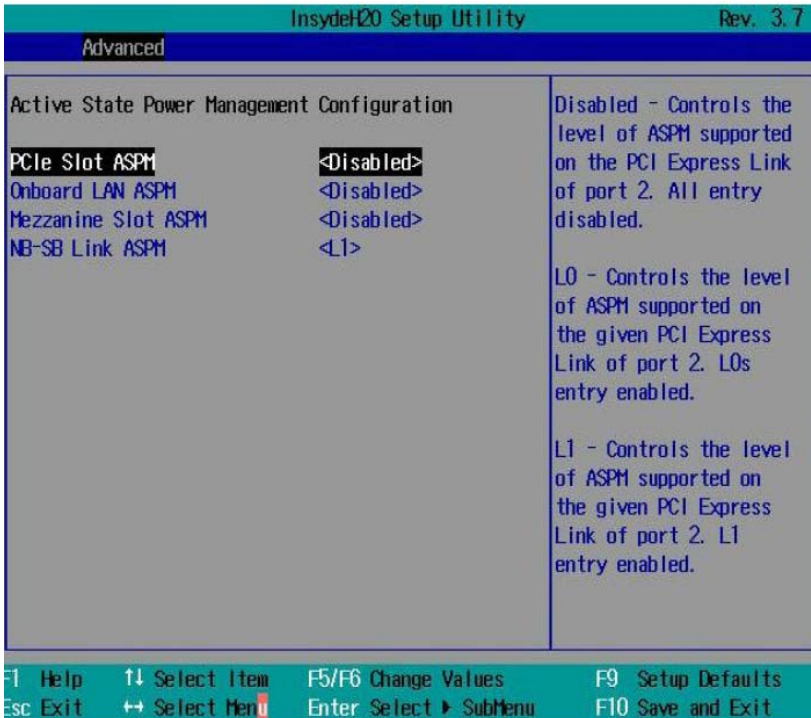 InsydeH20 Setup Utility Rev. 3.7
Advanced
Active State Power Management Configuration
PCIe Slot ASPM <Disabled>
Onboard LAN ASPM <Disabled>
Mezzanine Slot ASPM <Disabled>
NB-SB Link ASPM <L1>
Disabled - Controls the
level of ASPM supported
on the PCI Express Link
of port 2. All entry
disabled.
L0 - Controls the level
of ASPM supported on
the given PCI Express
Link of port 2. L0s
entry enabled.
L1 - Controls the level
of ASPM supported on
the given PCI Express
Link of port 2. L1
entry enabled.
F1 Help ↑↓ Select Item F5/F6 Change Values F9 Setup Defaults
Esc Exit ↔ Select Menu Enter Select ▶ SubMenu F10 Save and Exit